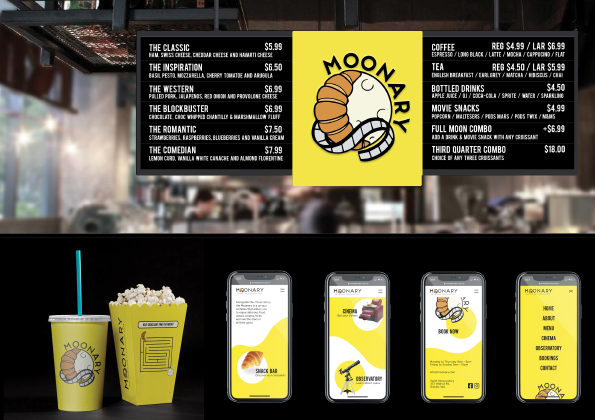 THE CLASSIC $5.99
HAM, SWISS CHEESE, CHEDDAR CHEESE AND HAVARTI CHEESE
THE INSPIRATION $6.50
BASIL PESTO, MOZZARELLA, CHERRY TOMATOE AND ARUGOLA
THE WESTERN $6.99
PULLED PORK, JALAPENOS, RED ONION AND PROVOLONE CHEESE
THE BLOCKBUSTER $6.99
CHOCOLATE, CHOC WHIPPED CHANTILLY & MARSHMALLOW FLUFF
THE ROMANTIC $7.50
STRAWBERRIES, RASPBERRIES, BLUEBERRIES AND VANILLA CREAM
THE COMEDIAN $7.99
LEMON CURD, VANILLA WHITE CANACHE AND ALMOND FLORENTINE
MOONARY
COFFEE REG $4.99 / LAR $6.99
ESPRESSO / LONG BLACK / LATTE / MOCHA / CAPPUCINO / FLAT
TEA REG $4.50 / LAR $5.99
ENGLISH BREAKFAST / EARL GREY / MATCHA / HIBISCUS / CHAI
BOTTLED DRINKS $4.50
APPLE JUICE / OJ / COCA-COLA / SPRITE / WATER / SPARKLING
MOVIE SNACKS $4.99
POPCORN / MALTESERS / PODS MARS / PODS TWIX / M&MS
FULL MOON COMBO +$6.99
ADD A DRINK & MOVIE SNACK WITH ANY CROISSANT
THIRD QUARTER COMBO $18.00
CHOICE OF ANY THREE CROISSANTS
MOONARY
MOONARY
MOONARY
SNACK BAR
MOONARY
CINEMA
OBSERVATORY
MOONARY
BOOK NOW
MOONARY
HOME
ABOUT
MENU
CINEMA
OBSERVATORY
BOOKINGS
CONTACT